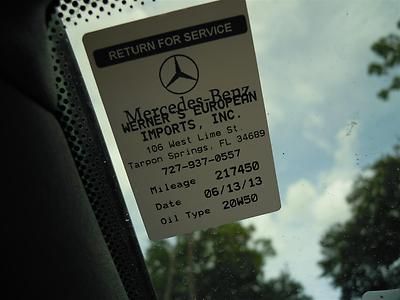 RETURN FOR SERVICE
Mercedes-Benz
WERNER'S EUROPEAN
IMPORTS, INC.
106 West Lime St.
Tarpon Springs, FL 34689
727-937-0557
Mileage 217450
Date 06/13/13
Oil Type 20W50